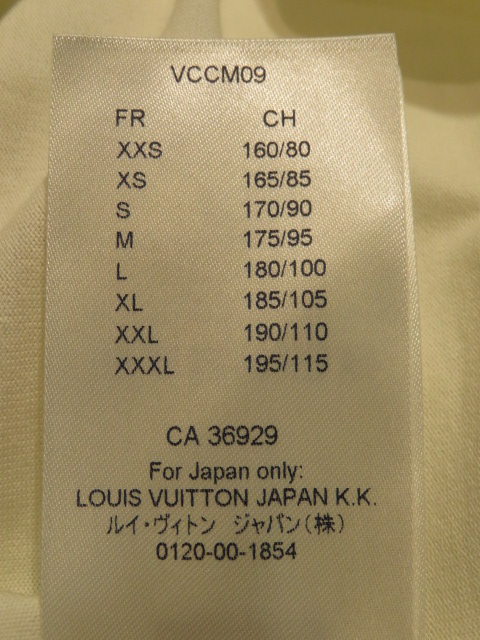 VCCM09
FR CH
XXS 160/80
XS 165/85
S 170/90
M 175/95
L 180/100
XL 185/105
XXL 190/110
XXXL 195/115
CA 36929
For Japan only:
LOUIS VUITTON JAPAN K.K.
ルイ・ヴィトン ジャパン(株)
0120-00-1854